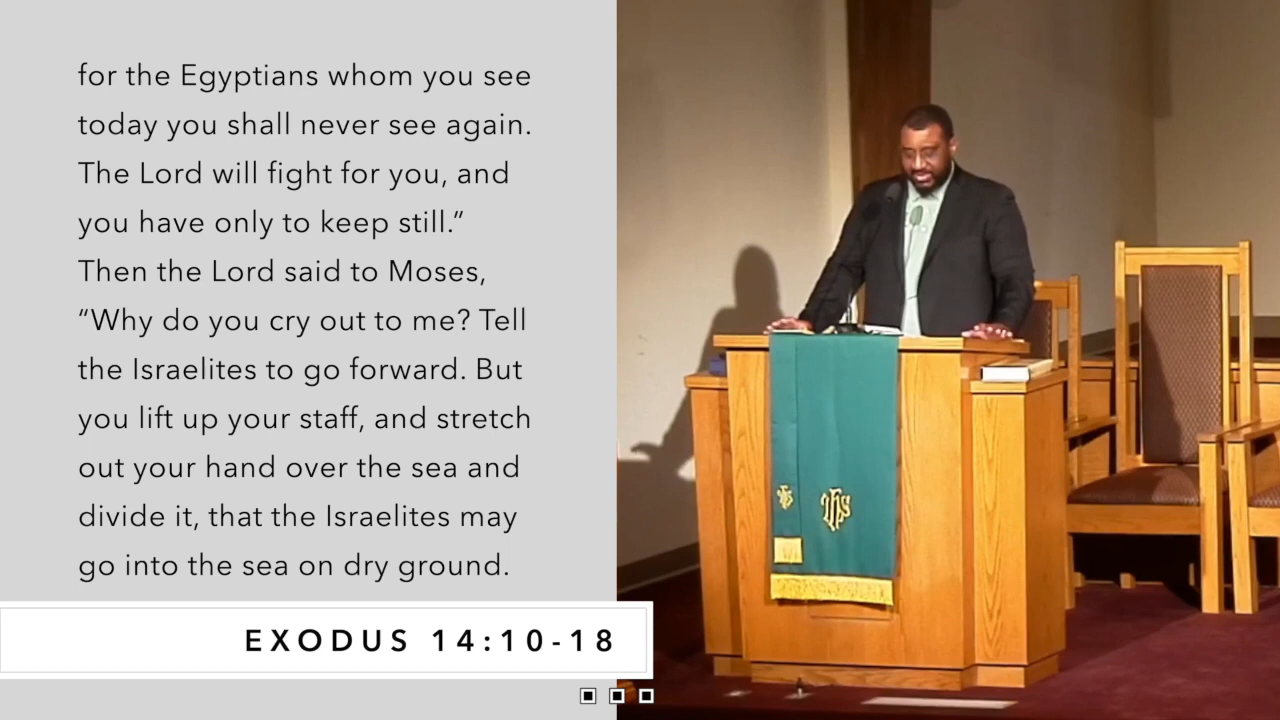 for the Egyptians whom you see
today you shall never see again.
The Lord will fight for you, and
you have only to keep still.”
Then the Lord said to Moses,
“Why do you cry out to me? Tell
the Israelites to go forward. But
you lift up your staff, and stretch
out your hand over the sea and
divide it, that the Israelites may
go into the sea on dry ground.
EXODUS 14:10-18
IHS
IHS